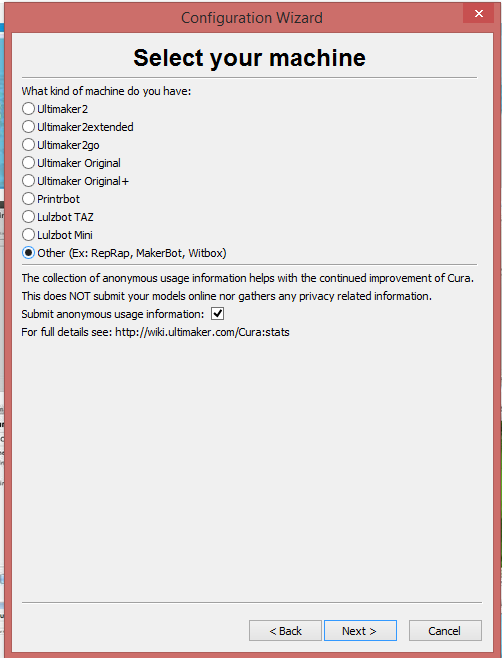 Configuration Wizard
Select your machine
What kind of machine do you have:
Ultimaker2
Ultimaker2extended
Ultimaker2go
Ultimaker Original
Ultimaker Original+
Printrbot
Lulzbot TAZ
Lulzbot Mini
Other (Ex: RepRap, MakerBot, Witbox)
The collection of anonymous usage information helps with the continued improvement of Cura.
This does NOT submit your models online nor gathers any privacy related information.
Submit anonymous usage information:
For full details see: http://wiki.ultimaker.com/Cura:stats
< Back
Next >
Cancel